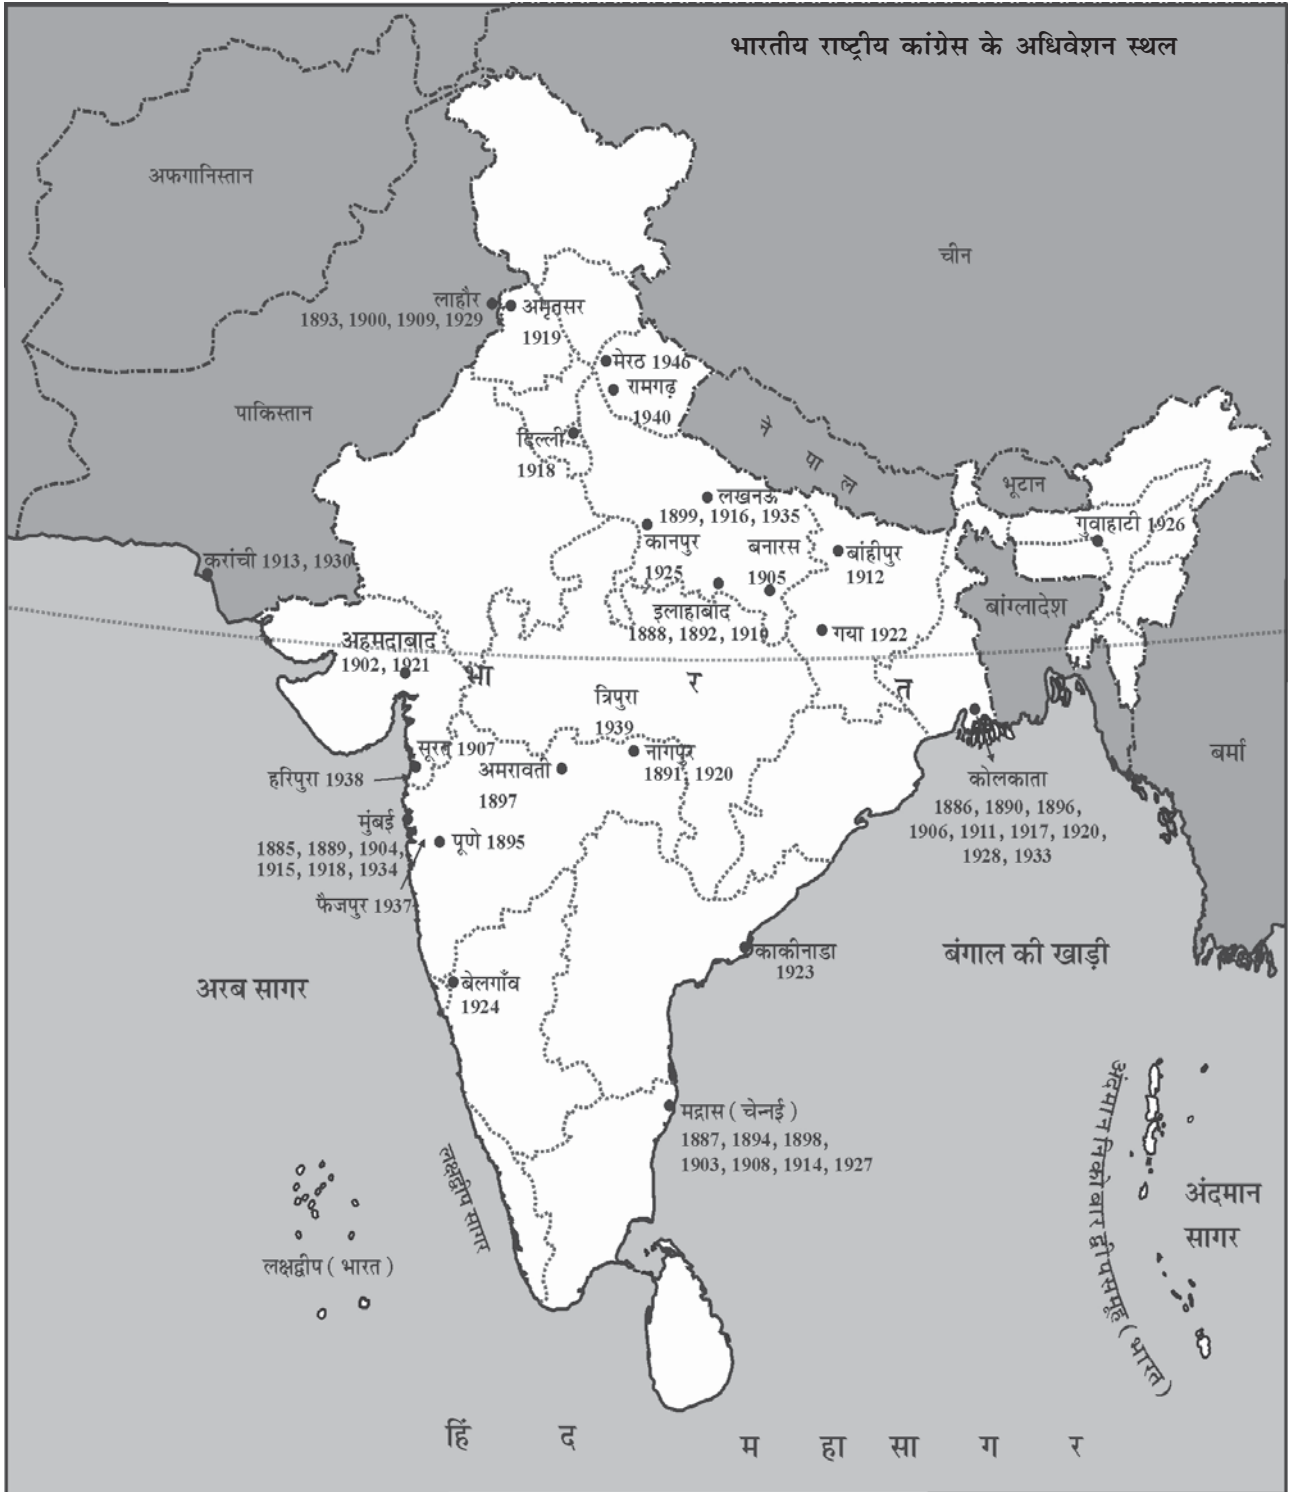 भारतीय राष्ट्रीय कांग्रेस के अधिवेशन स्थल
अफगानिस्तान
चीन
लाहौर
1893, 1900, 1909, 1929
अमृतसर
1919
मेरठ 1946
रामगढ़
1940
पाकिस्तान
नेपाल
दिल्ली
1918
भूटान
लखनऊ
1899, 1916, 1935
गुवाहाटी 1926
कानपुर
1925
बनारस
1905
बांहीपुर
1912
करांची 1913, 1930
इलाहाबाद
1888, 1892, 1910
बांग्लादेश
गया 1922
अहमदाबाद
1902, 1921
भारत
त्रिपुरा
1939
सूरत 1907
नागपुर
1891, 1920
बर्मा
हरिपुरा 1938
अमरावती
1897
कोलकाता
1886, 1890, 1896,
1906, 1911, 1917, 1920,
1928, 1933
मुंबई
1885, 1889, 1904,
1915, 1918, 1934
पूणे 1895
फैजपुर 1937
काकीनाडा
1923
बंगाल की खाड़ी
अरब सागर
बेलगाँव
1924
मद्रास ( चेन्नई )
1887, 1894, 1898,
1903, 1908, 1914, 1927
लक्षद्वीप सागर
अंदमान निकोबार द्वीपसमूह ( भारत )
अंदमान
सागर
लक्षद्वीप ( भारत )
हिंद महासागर